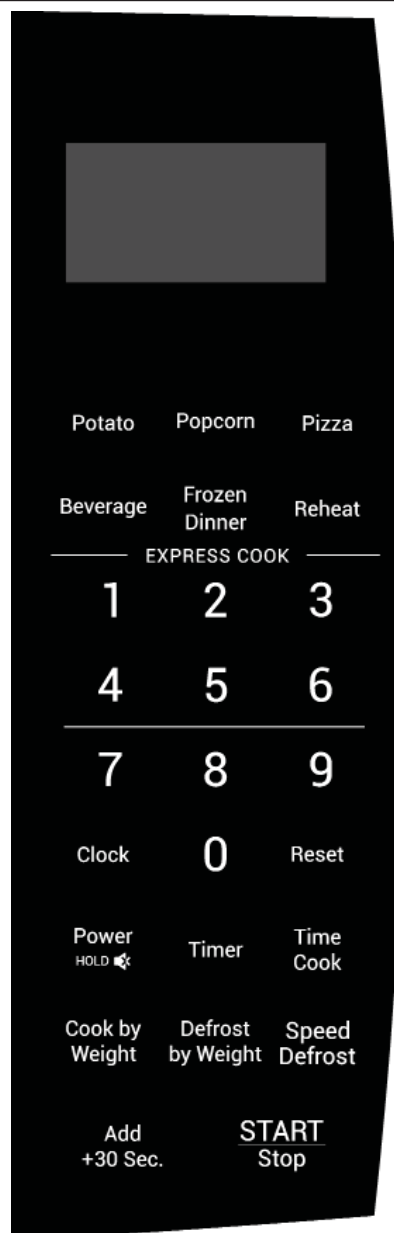 Potato Popcorn Pizza
Beverage Frozen Dinner Reheat
EXPRESS COOK
1 2 3
4 5 6
7 8 9
Clock 0 Reset
Power HOLD Timer Time Cook
Cook by Weight Defrost by Weight Speed Defrost
Add +30 Sec. START Stop